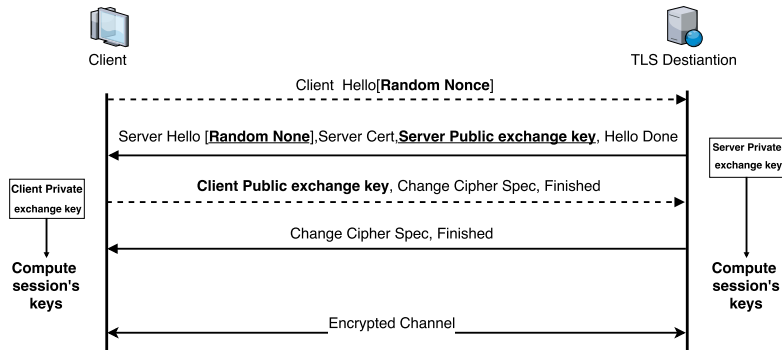 Client
TLS Destiantion
Client Hello[Random Nonce]
Server Hello [Random None],Server Cert,Server Public exchange key, Hello Done
Server Private
exchange key
Client Private
exchange key
Client Public exchange key, Change Cipher Spec, Finished
Change Cipher Spec, Finished
Compute
session's
keys
Compute
session's
keys
Encrypted Channel